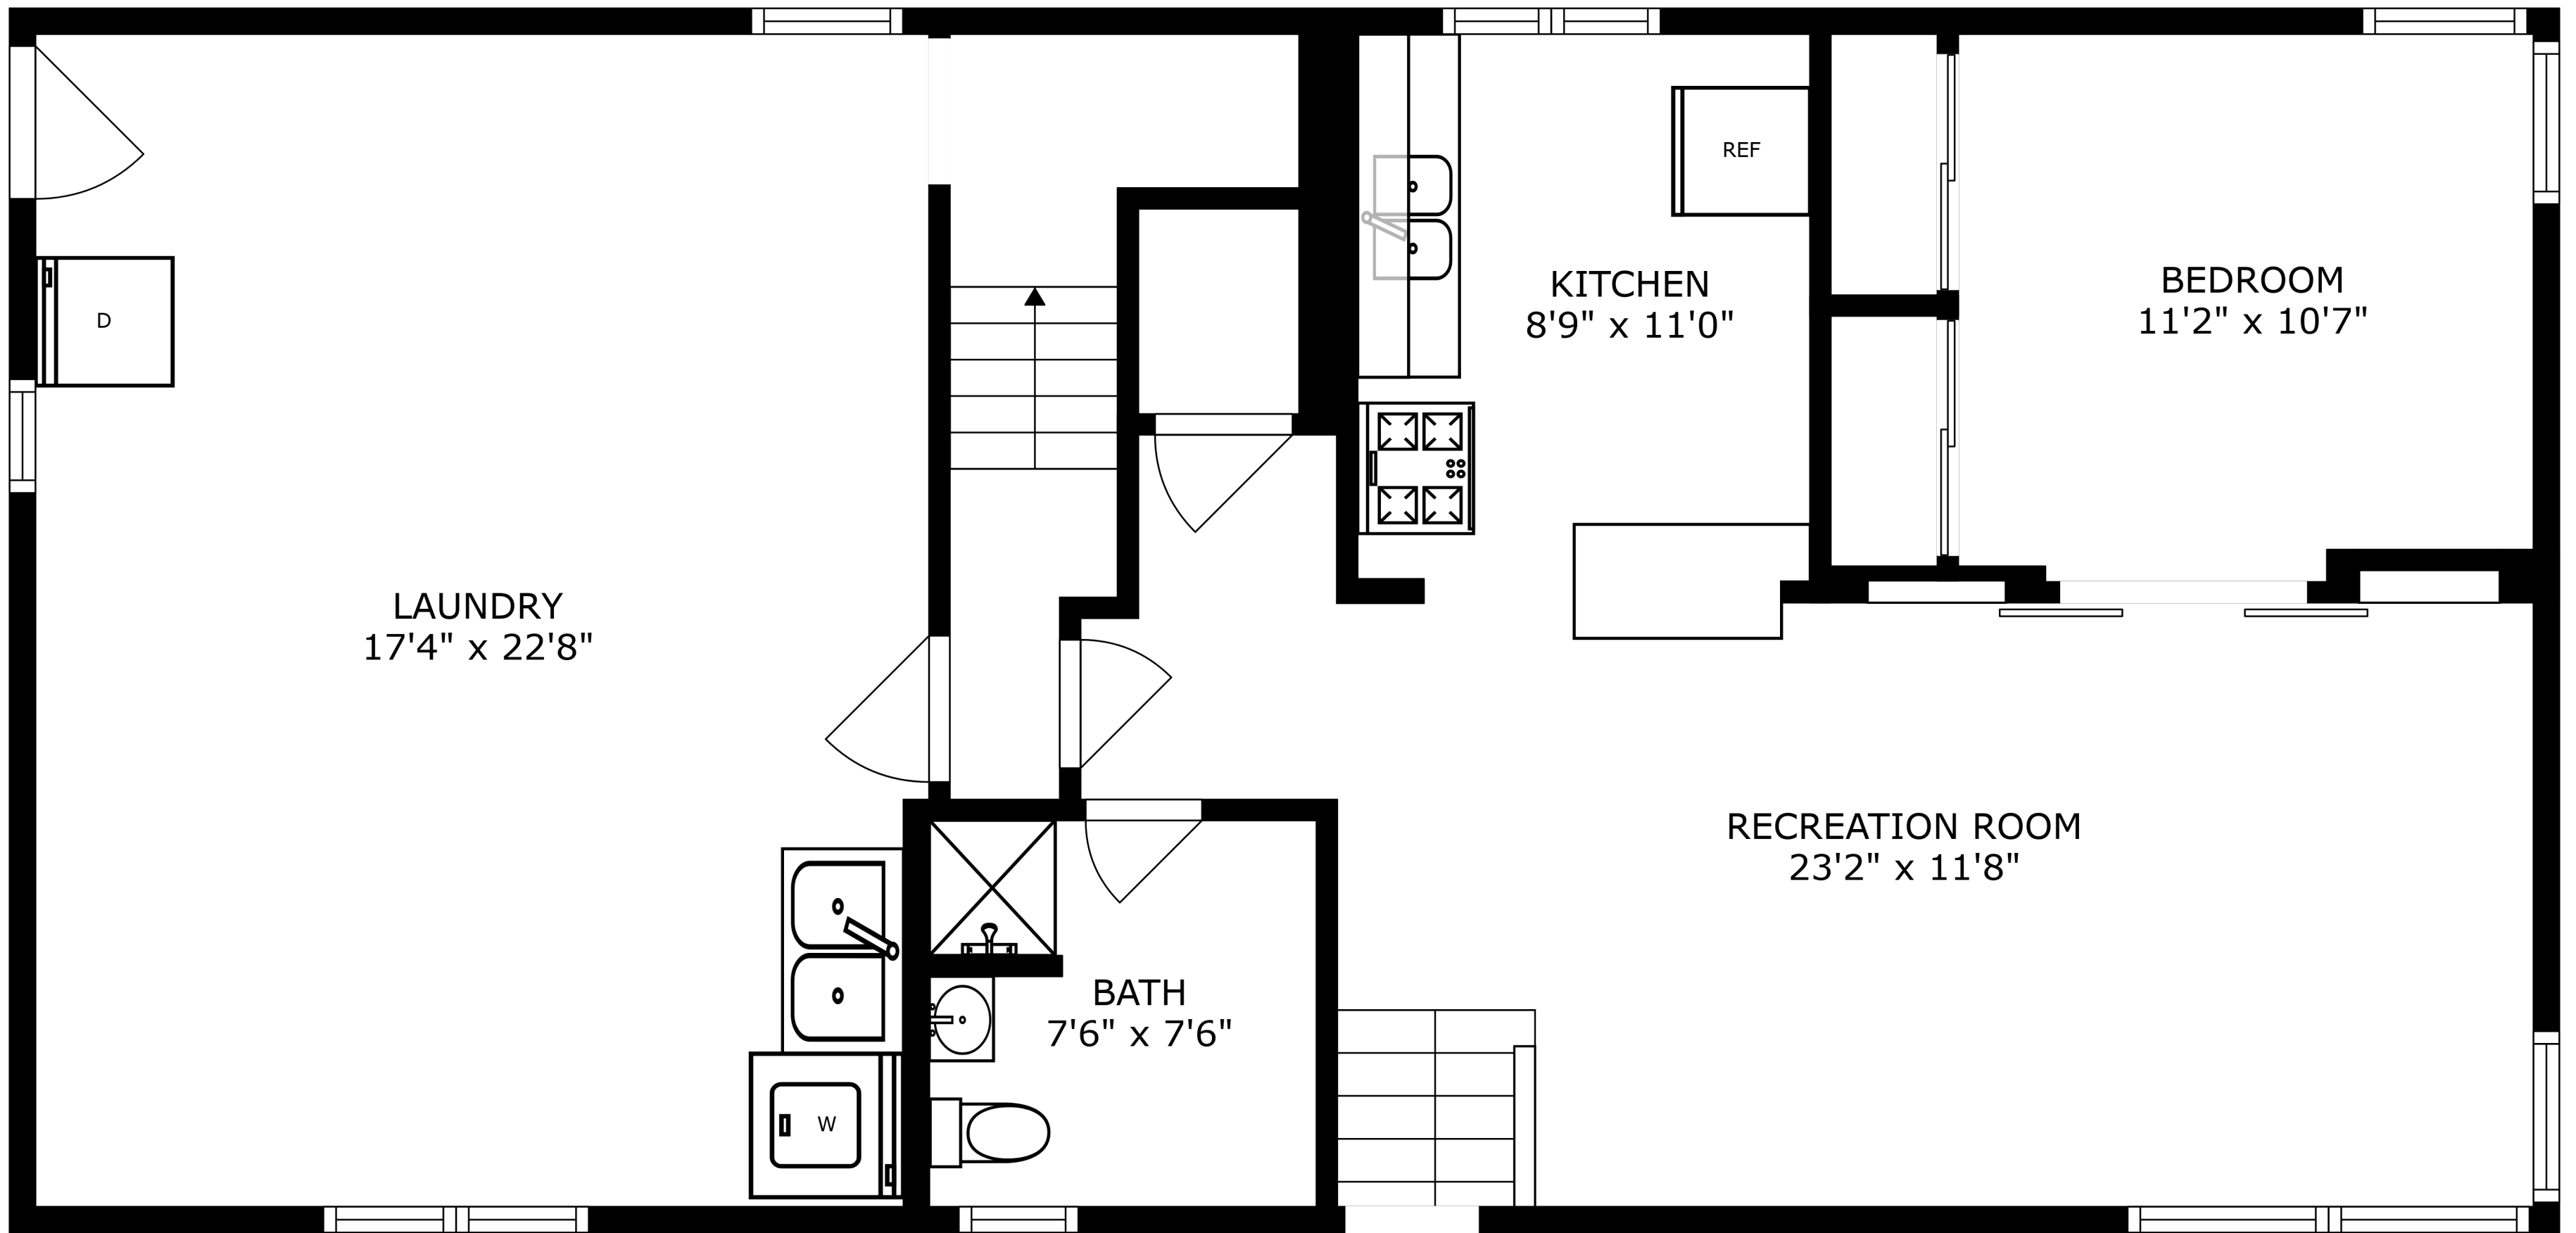 REF
KITCHEN
8'9" x 11'0"
BEDROOM
11'2" x 10'7"
D
LAUNDRY
17'4" x 22'8"
RECREATION ROOM
23'2" x 11'8"
BATH
7'6" x 7'6"
W